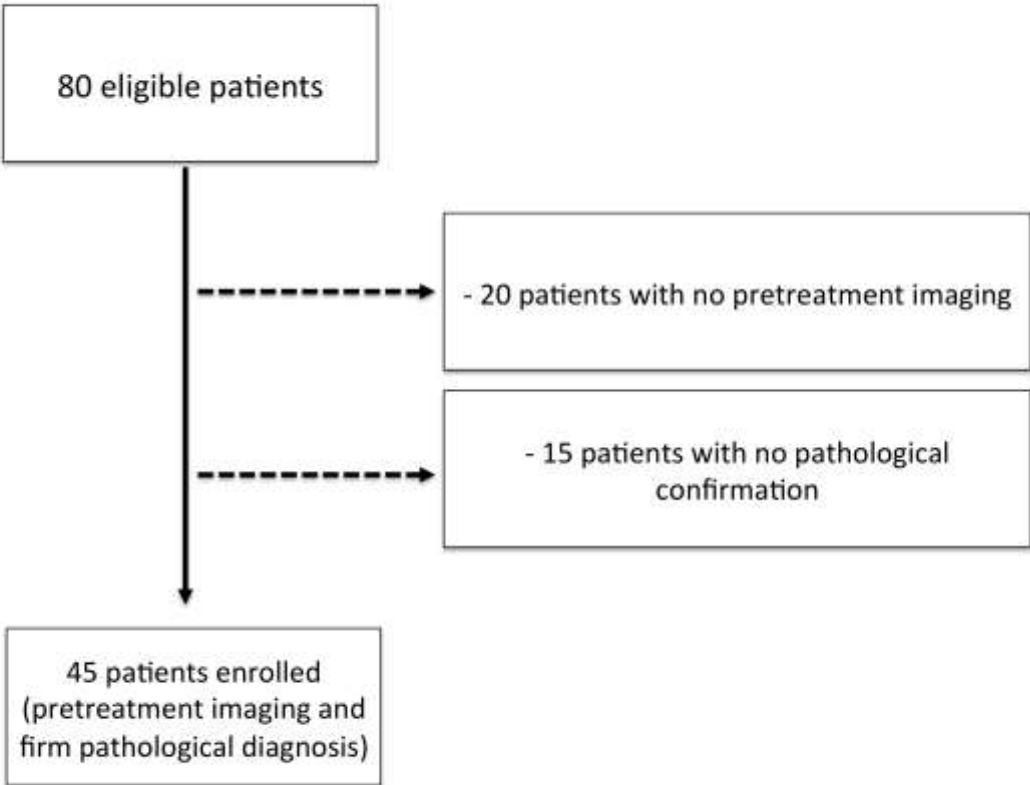 80 eligible patients
- 20 patients with no pretreatment imaging
- 15 patients with no pathological
confirmation
45 patients enrolled
(pretreatment imaging and
firm pathological diagnosis)